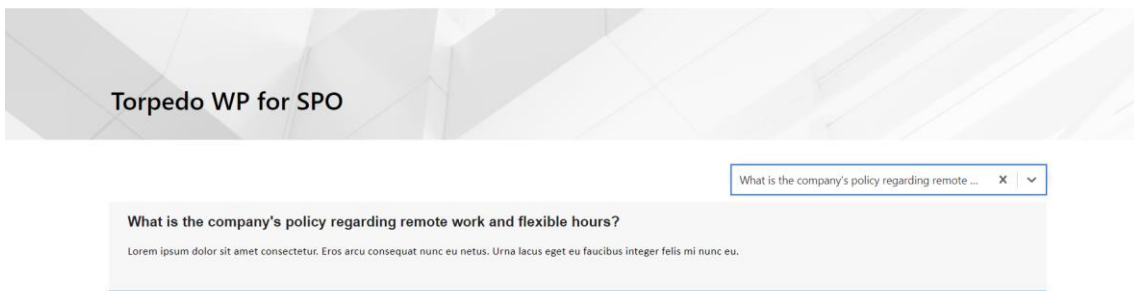 Torpedo WP for SPO
What is the company's policy regarding remote ...
What is the company's policy regarding remote work and flexible hours?
Lorem ipsum dolor sit amet consectetur. Eros arcu consequat nunc eu netus. Urna lacus eget eu faucibus integer felis mi nunc eu.